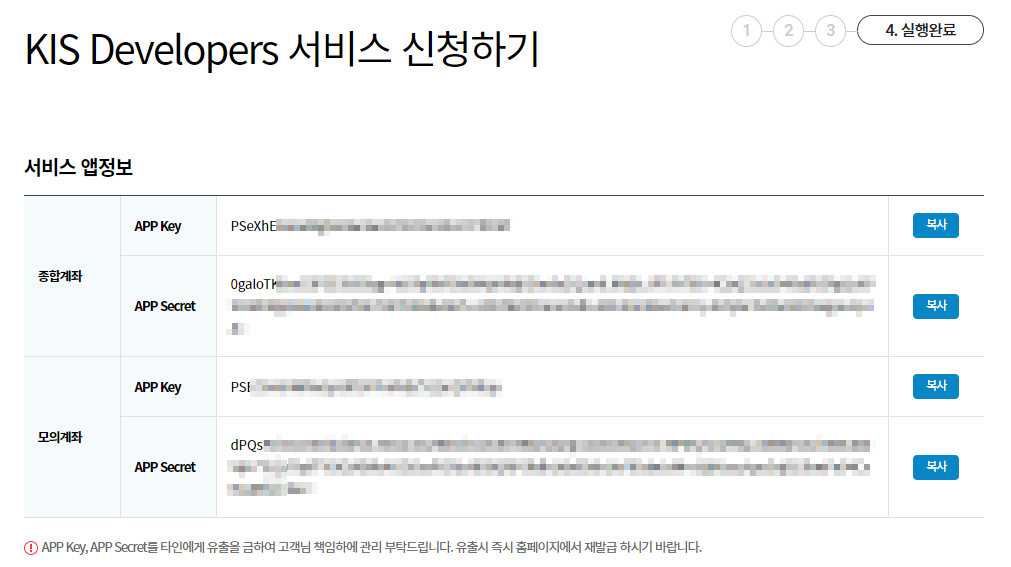 KIS Developers 서비스 신청하기
1 2 3 4. 실행완료
서비스 앱정보
종합계좌
APP Key
PSeXhE
복사
APP Secret
0gaIoTK
복사
모의계좌
APP Key
PSE
복사
APP Secret
dPQs
복사
APP Key, APP Secret를 타인에게 유출을 금하여 고객님 책임하에 관리 부탁드립니다. 유출시 즉시 홈페이지에서 재발급 하시기 바랍니다.